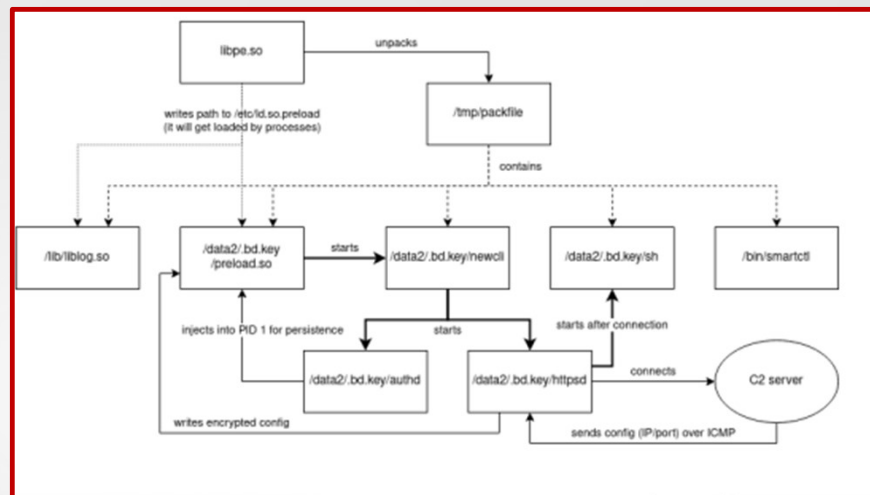 libpe.so
unpacks
writes path to /etc/ld.so.preload
(it will get loaded by processes)
/tmp/packfile
contains
/lib/liblog.so
/data2/.bd.key
/preload.so
starts
/data2/.bd.key/newcli
/data2/.bd.key/sh
/bin/smartctl
injects into PID 1 for persistence
starts
starts after connection
/data2/.bd.key/authd
/data2/.bd.key/httpsd
connects
C2 server
writes encrypted config
sends config (IP/port) over ICMP